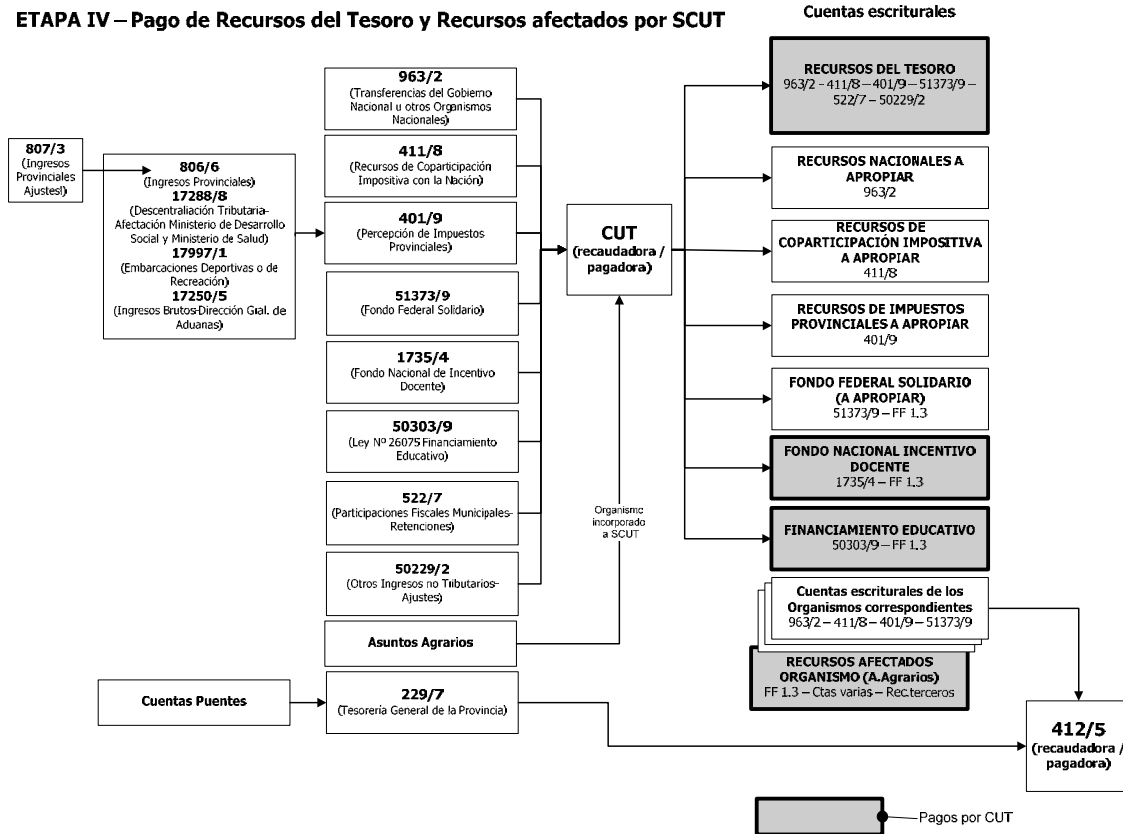 ETAPA IV – Pago de Recursos del Tesoro y Recursos afectados por SCUT
Cuentas escriturales
807/3
(Ingresos
Provinciales
Ajustes)
806/6
(Ingresos Provinciales)
17288/8
(Descentraliación Tributaria-
Afectación Ministerio de Desarrollo
Social y Ministerio de Salud)
17997/1
(Embarcaciones Deportivas o de
Recreación)
17250/5
(Ingresos Brutos-Dirección Gral. de
Aduanas)
963/2
(Transferencias del Gobierno
Nacional u otros Organismos
Nacionales)
411/8
(Recursos de Coparticipación
Impositiva con la Nación)
401/9
(Percepción de Impuestos
Provinciales)
51373/9
(Fondo Federal Solidario)
1735/4
(Fondo Nacional de Incentivo
Docente)
50303/9
(Ley Nº 26075 Financiamiento
Educativo)
522/7
(Participaciones Fiscales Municipales-
Retenciones)
50229/2
(Otros Ingresos no Tributarios-
Ajustes)
Asuntos Agrarios
Cuentas Puentes
229/7
(Tesorería General de la Provincia)
CUT
(recaudadora /
pagadora)
Organismo
incorporado
a SCUT
RECURSOS DEL TESORO
963/2 - 411/8 – 401/9 – 51373/9 –
522/7 – 50229/2
RECURSOS NACIONALES A
APROPIAR
963/2
RECURSOS DE
COPARTICIPACIÓN IMPOSITIVA
A APROPIAR
411/8
RECURSOS DE IMPUESTOS
PROVINCIALES A APROPIAR
401/9
FONDO FEDERAL SOLIDARIO
(A APROPIAR)
51373/9 – FF 1.3
FONDO NACIONAL INCENTIVO
DOCENTE
1735/4 – FF 1.3
FINANCIAMIENTO EDUCATIVO
50303/9 – FF 1.3
Cuentas escriturales de los
Organismos correspondientes
963/2 – 411/8 – 401/9 – 51373/9
RECURSOS AFECTADOS
ORGANISMO (A.Agrarios)
FF 1.3 – Ctas varias – Rec.terceros
412/5
(recaudadora /
pagadora)
Pagos por CUT